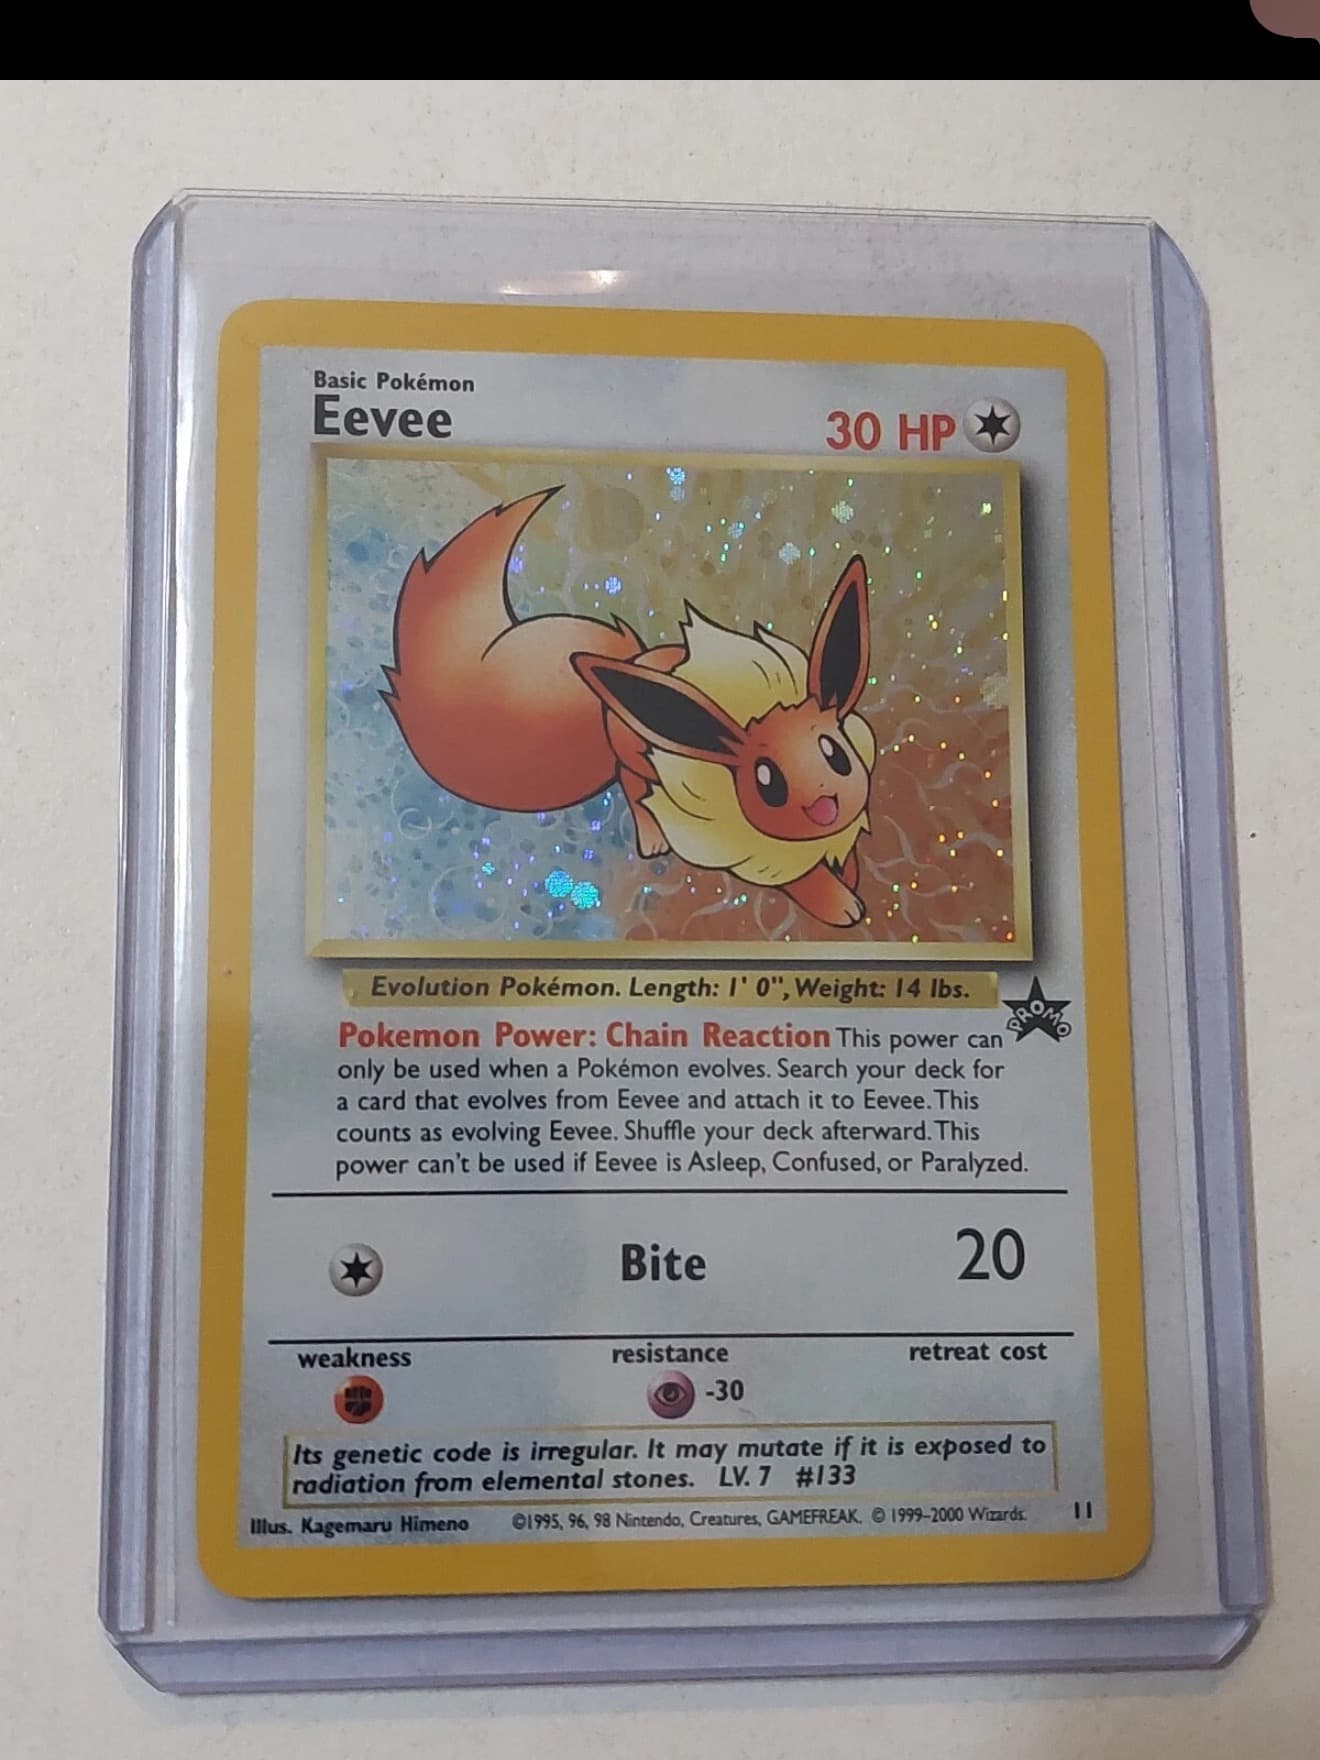 Basic Pokémon
Eevee
30 HP
Evolution Pokémon. Length: 1' 0", Weight: 14 lbs.
PROMO
Pokemon Power: Chain Reaction This power can
only be used when a Pokémon evolves. Search your deck for
a card that evolves from Eevee and attach it to Eevee. This
counts as evolving Eevee. Shuffle your deck afterward. This
power can't be used if Eevee is Asleep, Confused, or Paralyzed.
Bite 20
weakness resistance retreat cost
-30
Its genetic code is irregular. It may mutate if it is exposed to
radiation from elemental stones. LV. 7 #133
Illus. Kagemaru Himeno ©1995, 96, 98 Nintendo, Creatures, GAMEFREAK. © 1999-2000 Wizards. 11